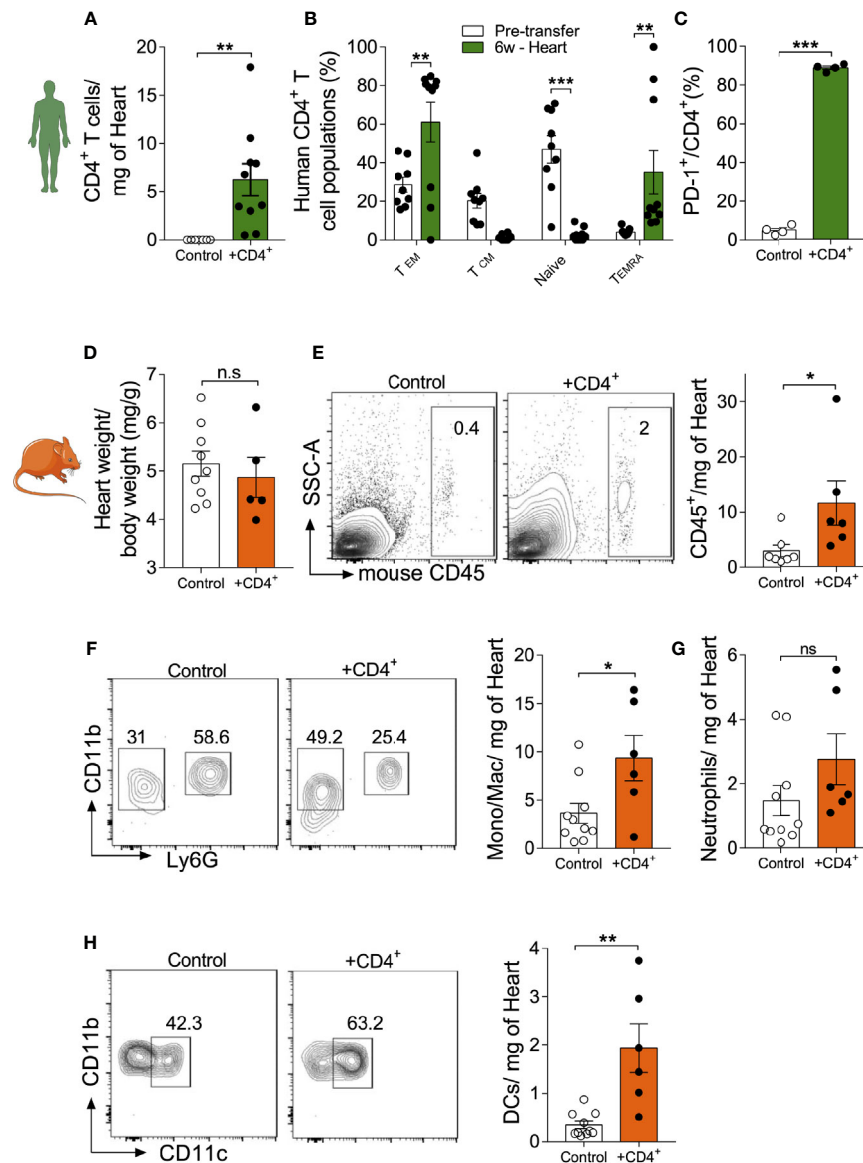 A
**
CD4+ T cells/
mg of Heart
20
15
10
5
0
Control +CD4+
B
Pre-transfer
6w - Heart
Human CD4+ T
cell populations (%)
100
80
60
40
20
0
**
***
**
T EM
T CM
Naive
TEMRA
C
***
PD-1+/CD4+(%)
100
80
60
40
20
0
Control +CD4+
D
n.s
Heart weight/
body weight (mg/g)
7
6
5
4
3
Control +CD4+
E
Control
+CD4+
0.4
2
SSC-A
mouse CD45
*
CD45+/mg of Heart
30
20
10
0
Control +CD4+
F
Control
+CD4+
31
58.6
49.2
25.4
CD11b
Ly6G
*
Mono/Mac/ mg of Heart
20
15
10
5
0
Control +CD4+
G
ns
Neutrophils/ mg of Heart
6
4
2
0
Control +CD4+
H
Control
+CD4+
42.3
63.2
CD11b
CD11c
**
DCs/ mg of Heart
4
3
2
1
0
Control +CD4+